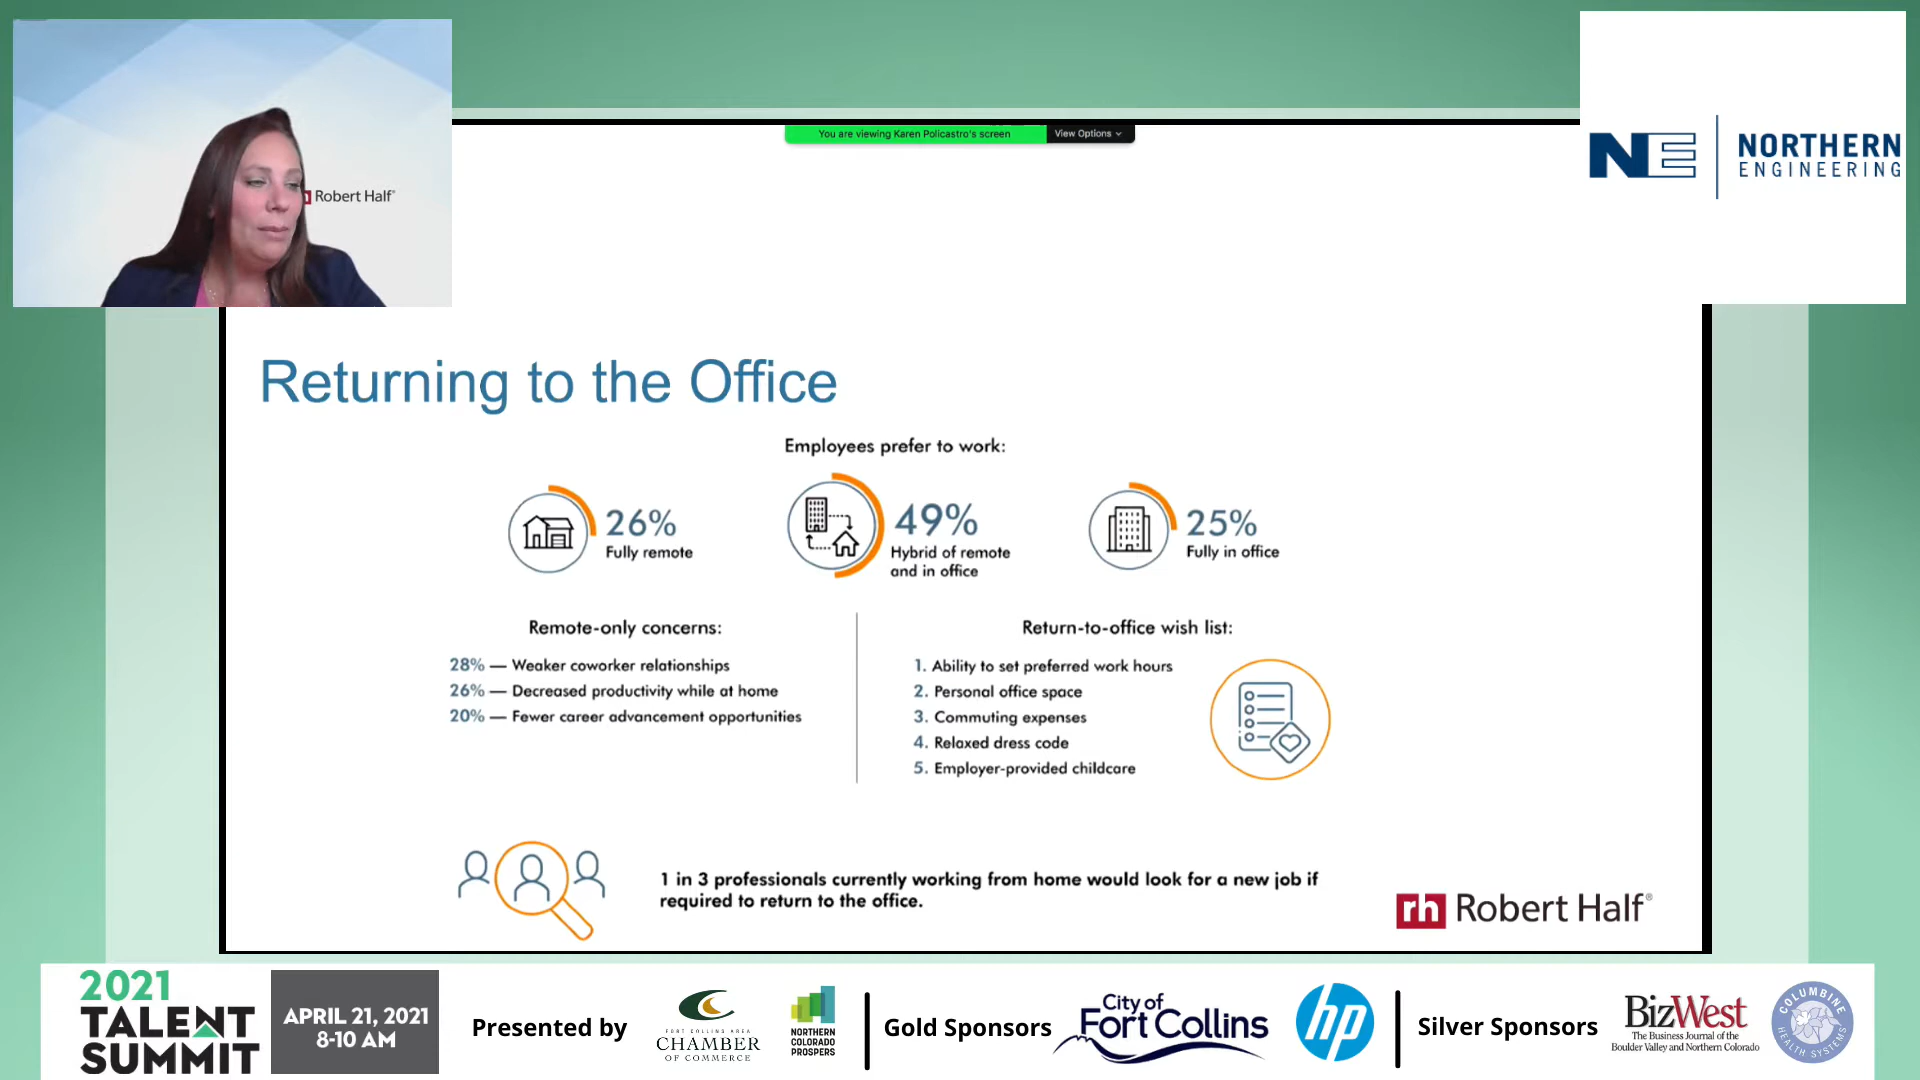 You are viewing Karen Policastro's screen
View Options
Robert Half
NE
NORTHERN
ENGINEERING
Returning to the Office
Employees prefer to work:
26%
Fully remote
49%
Hybrid of remote
and in office
25%
Fully in office
Remote-only concerns:
28% — Weaker coworker relationships
26% — Decreased productivity while at home
20% — Fewer career advancement opportunities
Return-to-office wish list:
1. Ability to set preferred work hours
2. Personal office space
3. Commuting expenses
4. Relaxed dress code
5. Employer-provided childcare
1 in 3 professionals currently working from home would look for a new job if
required to return to the office.
rh Robert Half®
2021
TALENT
SUMMIT
APRIL 21, 2021
8-10 AM
Presented by
FORT COLLINS AREA
CHAMBER
OF COMMERCE
NORTHERN
COLORADO
PROSPERS
Gold Sponsors
City of
Fort Collins
hp
Silver Sponsors
BizWest
The Business Journal of the
Boulder Valley and Northern Colorado
COLUMBINE
HEALTH SYSTEMS